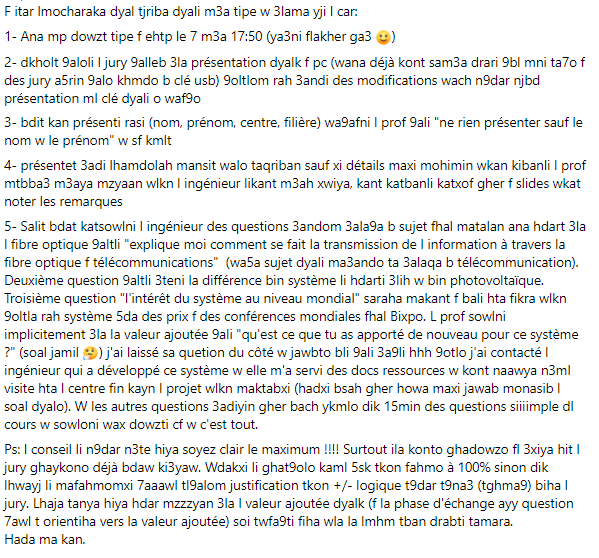 F itar lmocharaka dyal tjriba dyali m3a tipe w 3lama yji l car:
1- Ana mp dowzt tipe f ehtp le 7 m3a 17:50 (ya3ni flakher ga3 😀)
2- dkholt 9aloli l jury 9alleb 3la présentation dyalk f pc (wana déjà kont sam3a drari 9bl mni ta7o f
des jury a5rin 9alo khmdo b clé usb) 9oltlom rah 3andi des modifications wach n9dar njbd
présentation ml clé dyali o waf9o
3- bdit kan présenti rasi (nom, prénom, centre, filière) wa9afni l prof 9ali "ne rien présenter sauf le
nom w le prénom" w sf kmlt
4- présentet 3adi lhamdolah mansit walo taqriban sauf xi détails maxi mohimin wkan kibanli l prof
mtbba3 m3aya mzyaan wlkn l ingénieur likant m3ah xwiya, kant katbanli katxof gher f slides wkat
noter les remarques
5- Salit bdat katsowlni l ingénieur des questions 3andom 3ala9a b sujet fhal matalan ana hdart 3la
l fibre optique 9altli "explique moi comment se fait la transmission de l information à travers la
fibre optique f télécommunications"  (wa5a sujet dyali ma3ando ta 3alaqa b télécommunication).
Deuxième question 9altli 3teni la différence bin système li hdarti 3lih w bin photovoltaïque.
Troisième question "l'intérêt du système au niveau mondial" saraha makant f bali hta fikra wlkn
9oltla rah système 5da des prix f des conférences mondiales fhal Bixpo. L prof sowlni
implicitement 3la la valeur ajoutée 9ali "qu'est ce que tu as apporté de nouveau pour ce système
?" (soal jamil 🤔) j'ai laissé sa quetion du côté w jawbto bli 9ali 3a9li hhh 9otlo j'ai contacté l
ingénieur qui a développé ce système w elle m'a servi des docs ressources w kont naawya n3ml
visite hta l centre fin kayn l projet wlkn maktabxi (hadxi bsah gher howa maxi jawab monasib l
soal dyalo). W les autres questions 3adiyin gher bach ykmlo dik 15min des questions siiiimple dl
cours w sowloni wax dowzti cf w c'est tout.
Ps: l conseil li n9dar n3te hiya soyez clair le maximum !!!! Surtout ila konto ghadowzo fl 3xiya hit l
jury ghaykono déjà bdaw ki3yaw. Wdakxi li ghat9olo kaml 5sk tkon fahmo à 100% sinon dik
lhwayj li mafahmomxi 7aaawl tl9alom justification tkon +/- logique t9dar t9na3 (tghma9) biha l
jury. Lhaja tanya hiya hdar mzzzyan 3la l valeur ajoutée dyalk (f la phase d'échange ayy question
7awl t orientiha vers la valeur ajoutée) soi twfa9ti fiha wla la lmhm tban drabti tamara.
Hada ma kan.